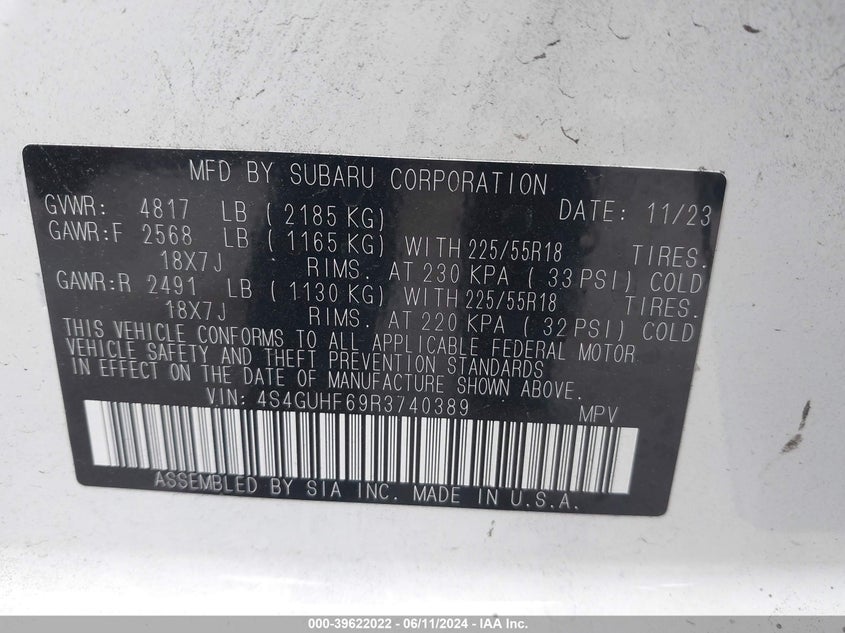 MFD BY SUBARU CORPORATION
GVWR: 4817 LB ( 2185 KG) DATE: 11/23
GAWR:F 2568 LB ( 1165 KG) WITH 225/55R18 TIRES.
18X7J RIMS. AT 230 KPA ( 33 PSI) COLD
GAWR:R 2491 LB ( 1130 KG) WITH 225/55R18 TIRES.
18X7J RIMS. AT 220 KPA ( 32 PSI) COLD
THIS VEHICLE CONFORMS TO ALL APPLICABLE FEDERAL MOTOR
VEHICLE SAFETY AND THEFT PREVENTION STANDARDS
IN EFFECT ON THE DATE OF MANUFACTURE SHOWN ABOVE.
VIN: 4S4GUHF69R3740389 MPV
ASSEMBLED BY SIA INC. MADE IN U.S.A.
000-39622022 - 06/11/2024 - IAA Inc.